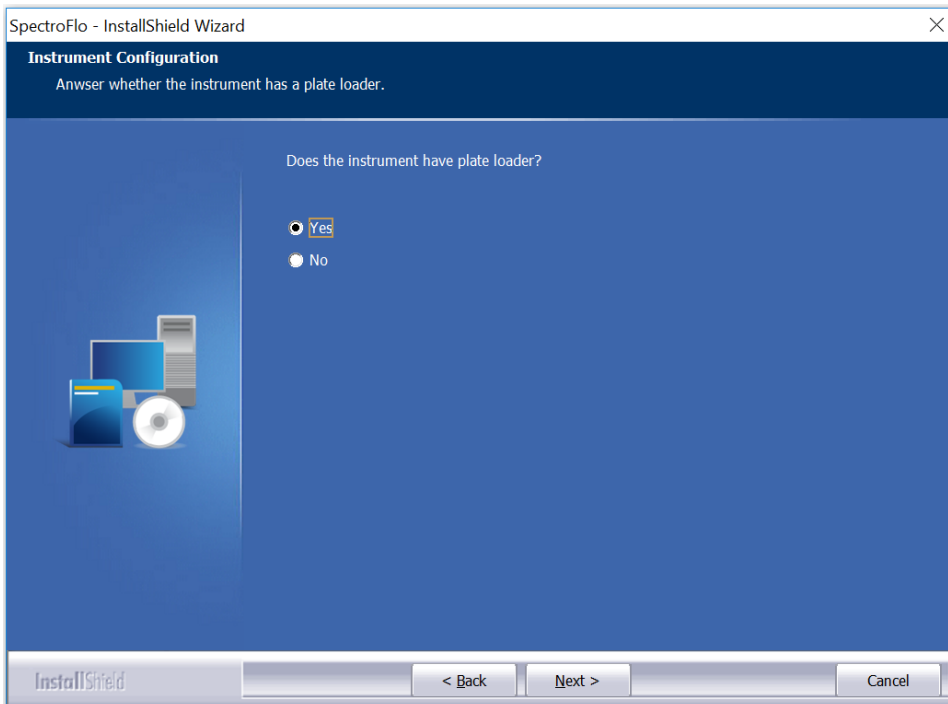 SpectroFlo - InstallShield Wizard
Instrument Configuration
Anwser whether the instrument has a plate loader.
Does the instrument have plate loader?
Yes
No
InstallShield
< Back
Next >
Cancel